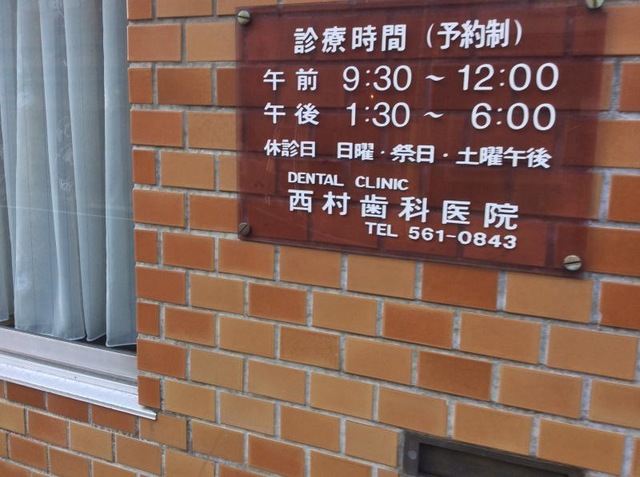 診療時間 (予約制)
午前 9:30 ~ 12:00
午後 1:30 ~ 6:00
休診日 日曜・祭日・土曜午後
DENTAL CLINIC
西村歯科医院
TEL 561-0843